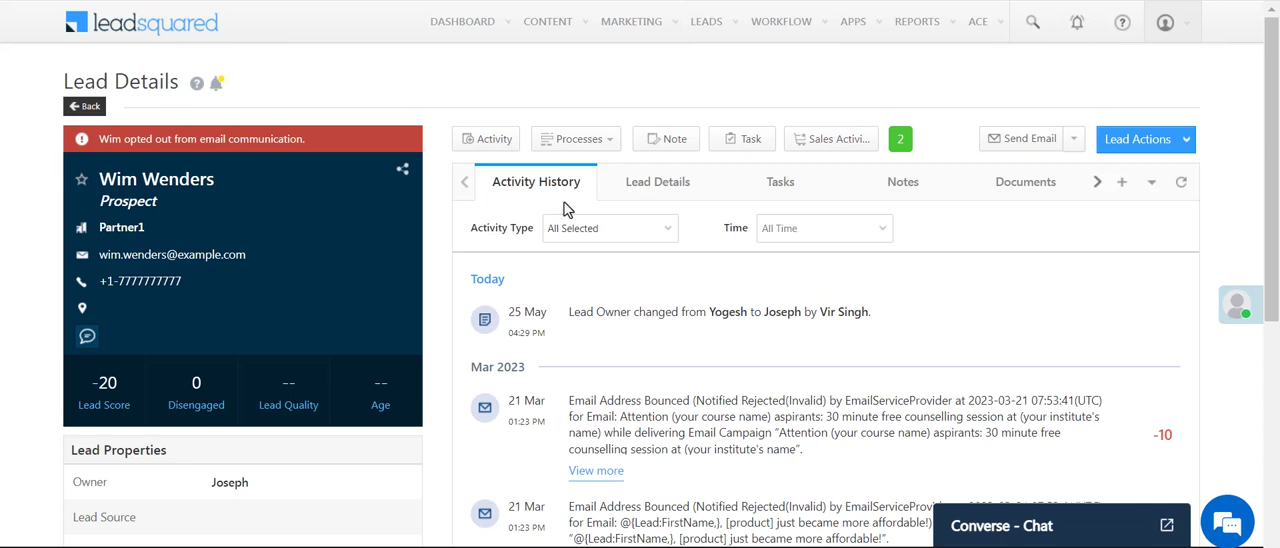 leadsquared
DASHBOARD CONTENT MARKETING LEADS WORKFLOW APPS REPORTS ACE
Lead Details
Back
Wim opted out from email communication.
Wim Wenders
Prospect
Partner1
wim.wenders@example.com
+1-7777777777
-20 0 -- --
Lead Score Disengaged Lead Quality Age
Lead Properties
Owner Joseph
Lead Source
Activity Processes Note Task Sales Activi... 2 Send Email Lead Actions
Activity History Lead Details Tasks Notes Documents
Activity Type All Selected Time All Time
Today
25 May Lead Owner changed from Yogesh to Joseph by Vir Singh.
04:29 PM
Mar 2023
21 Mar Email Address Bounced (Notified Rejected(Invalid) by EmailServiceProvider at 2023-03-21 07:53:41(UTC)
01:23 PM for Email: Attention (your course name) aspirants: 30 minute free counselling session at (your institute's
name) while delivering Email Campaign "Attention (your course name) aspirants: 30 minute free
counselling session at (your institute's name)".
-10
View more
21 Mar Email Address Bounced (Notified Rejected(Invalid) by EmailServiceProvider
01:23 PM for Email: @{Lead:FirstName,}, [product] just became more affordable!)
"@{Lead:FirstName,}, [product] just became more affordable!".
Converse - Chat